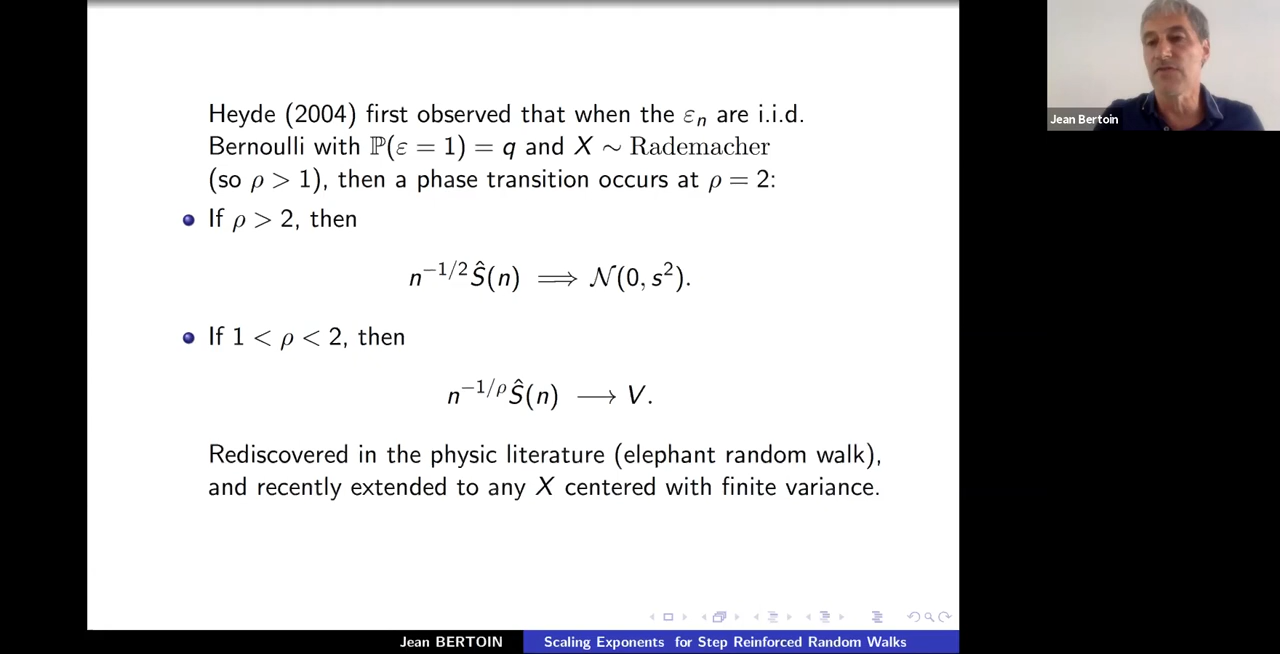 Heyde (2004) first observed that when the εₙ are i.i.d.
Bernoulli with ℙ(ε = 1) = q and X ∼ Rademacher
(so ρ > 1), then a phase transition occurs at ρ = 2:
If ρ > 2, then
n^{−1/2}Ŝ(n) ⟹ 𝒩(0, s²).
If 1 < ρ < 2, then
n^{−1/ρ}Ŝ(n) ⟶ V.
Rediscovered in the physic literature (elephant random walk),
and recently extended to any X centered with finite variance.
Jean BERTOIN
Scaling Exponents for Step Reinforced Random Walks
Jean Bertoin